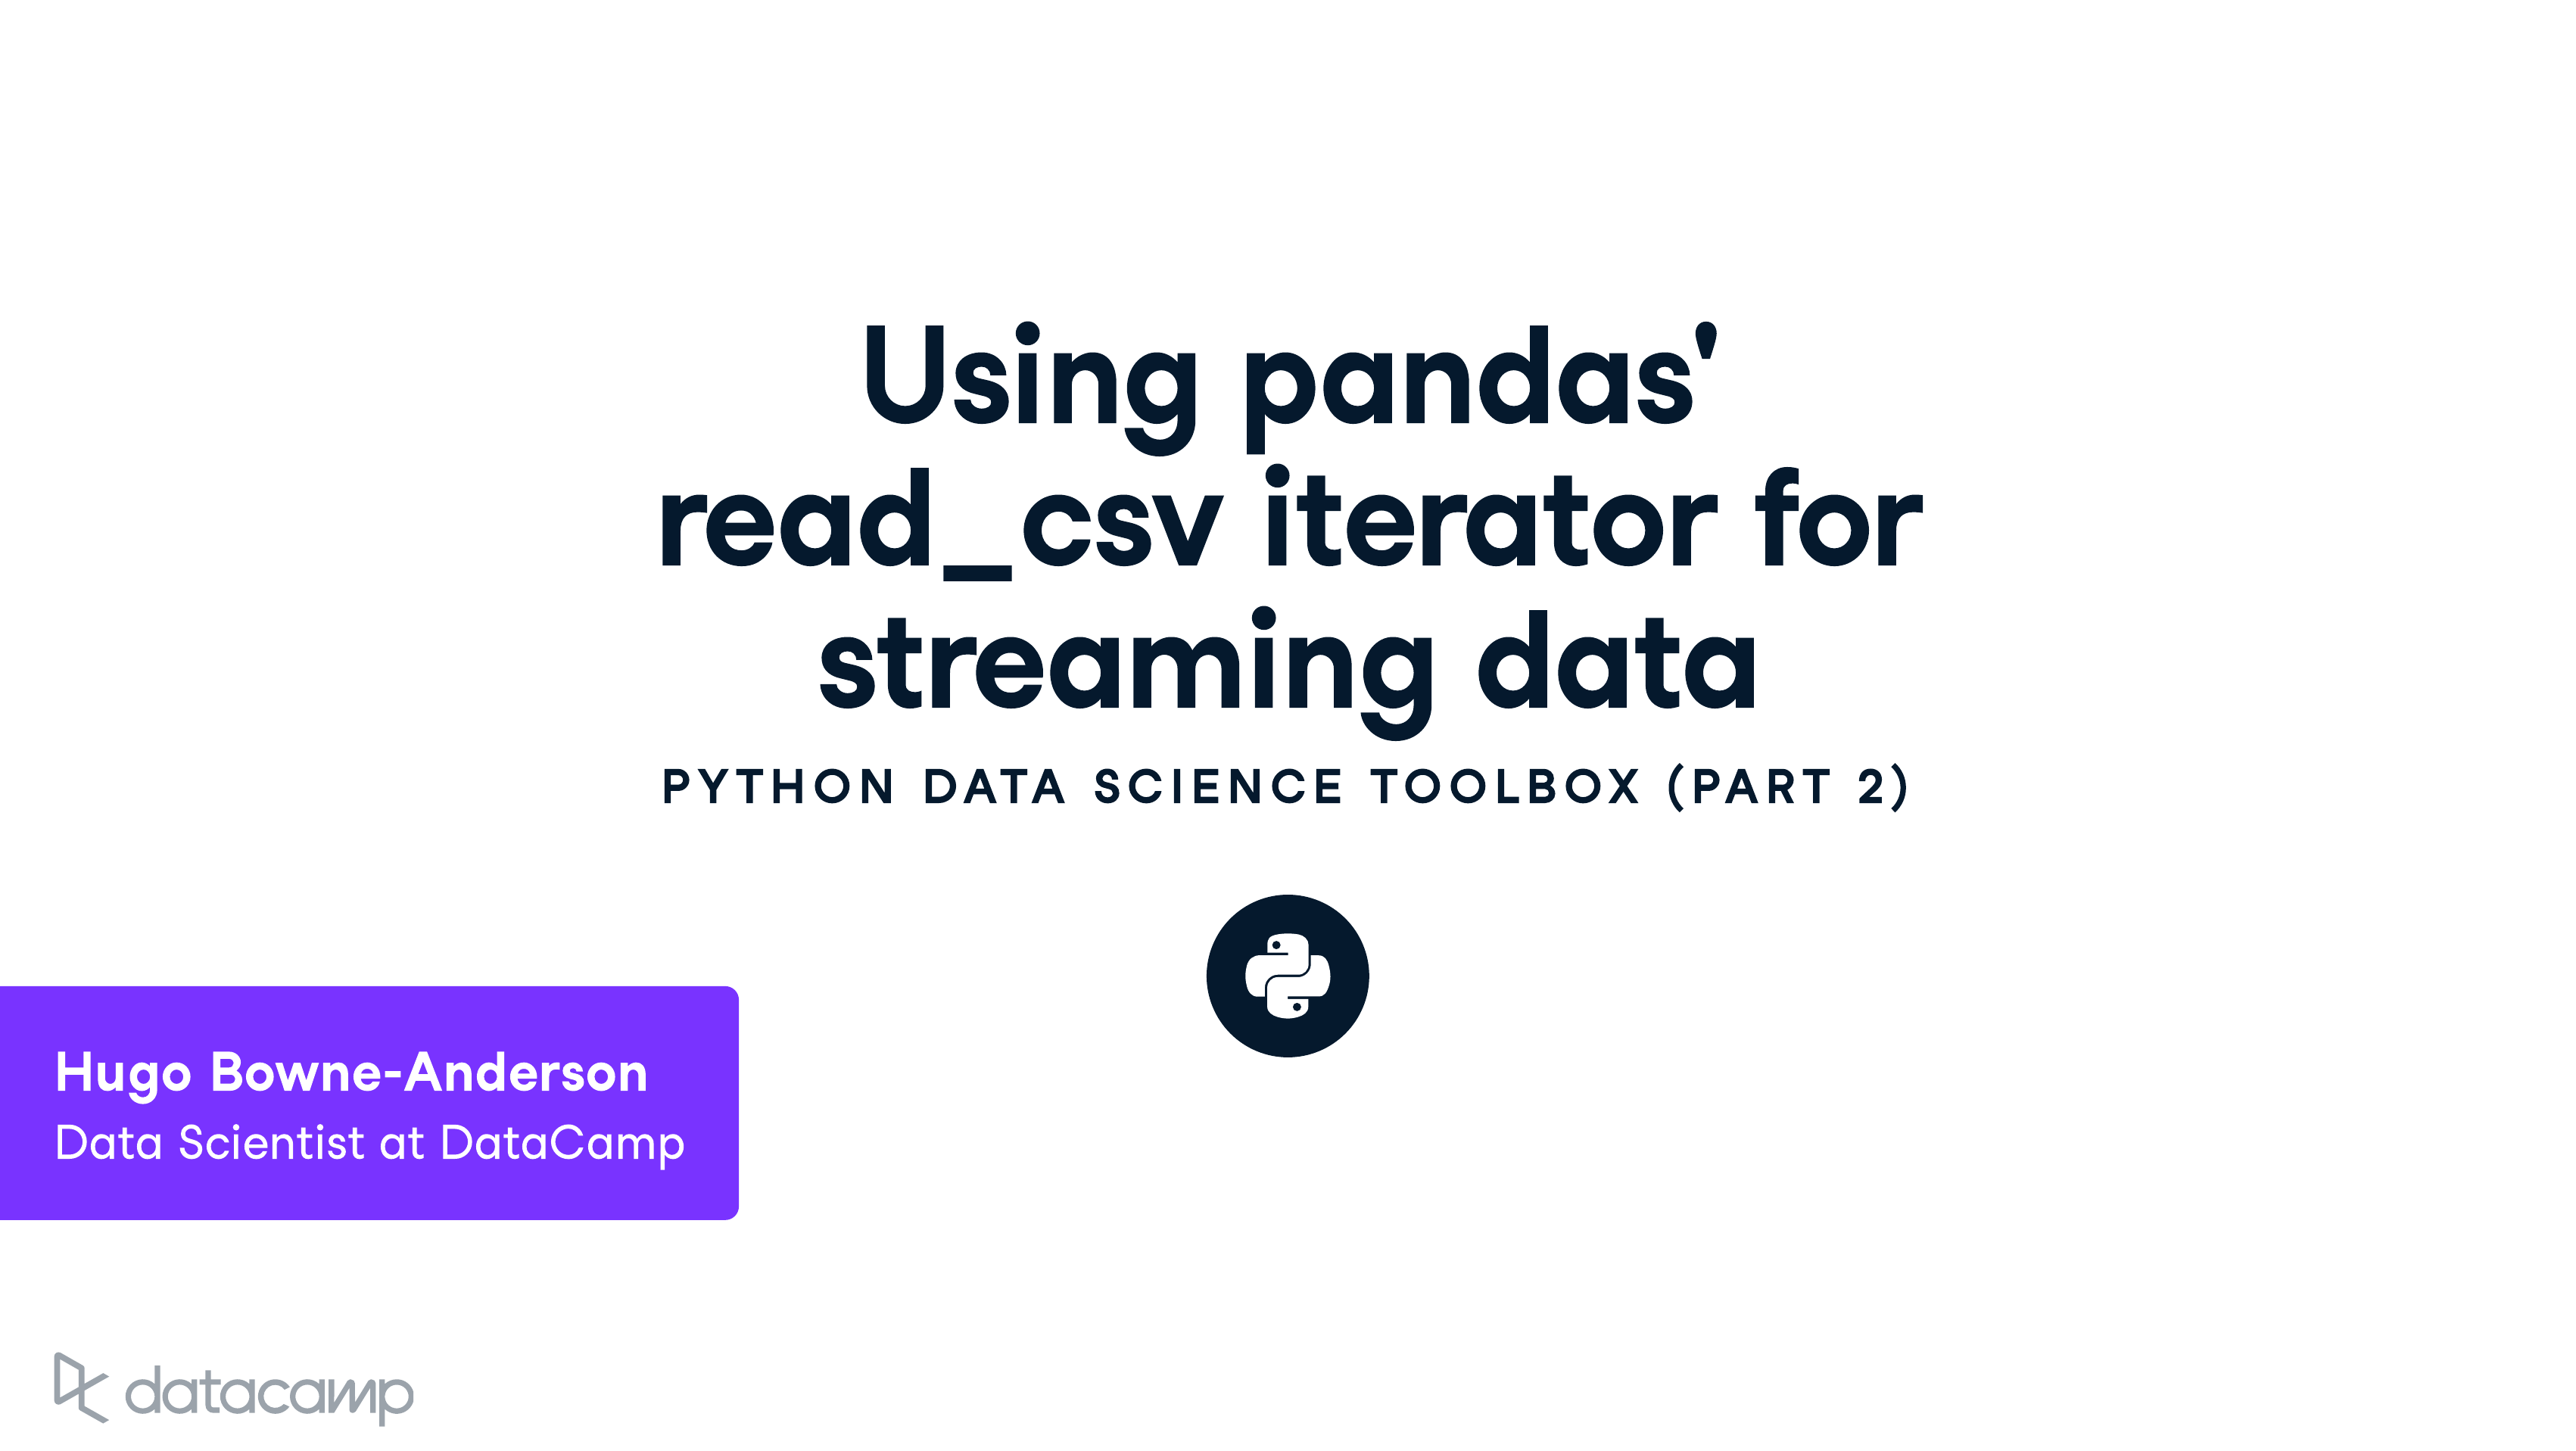 Using pandas'
read_csv iterator for
streaming data
PYTHON DATA SCIENCE TOOLBOX (PART 2)
Hugo Bowne-Anderson
Data Scientist at DataCamp
datacamp